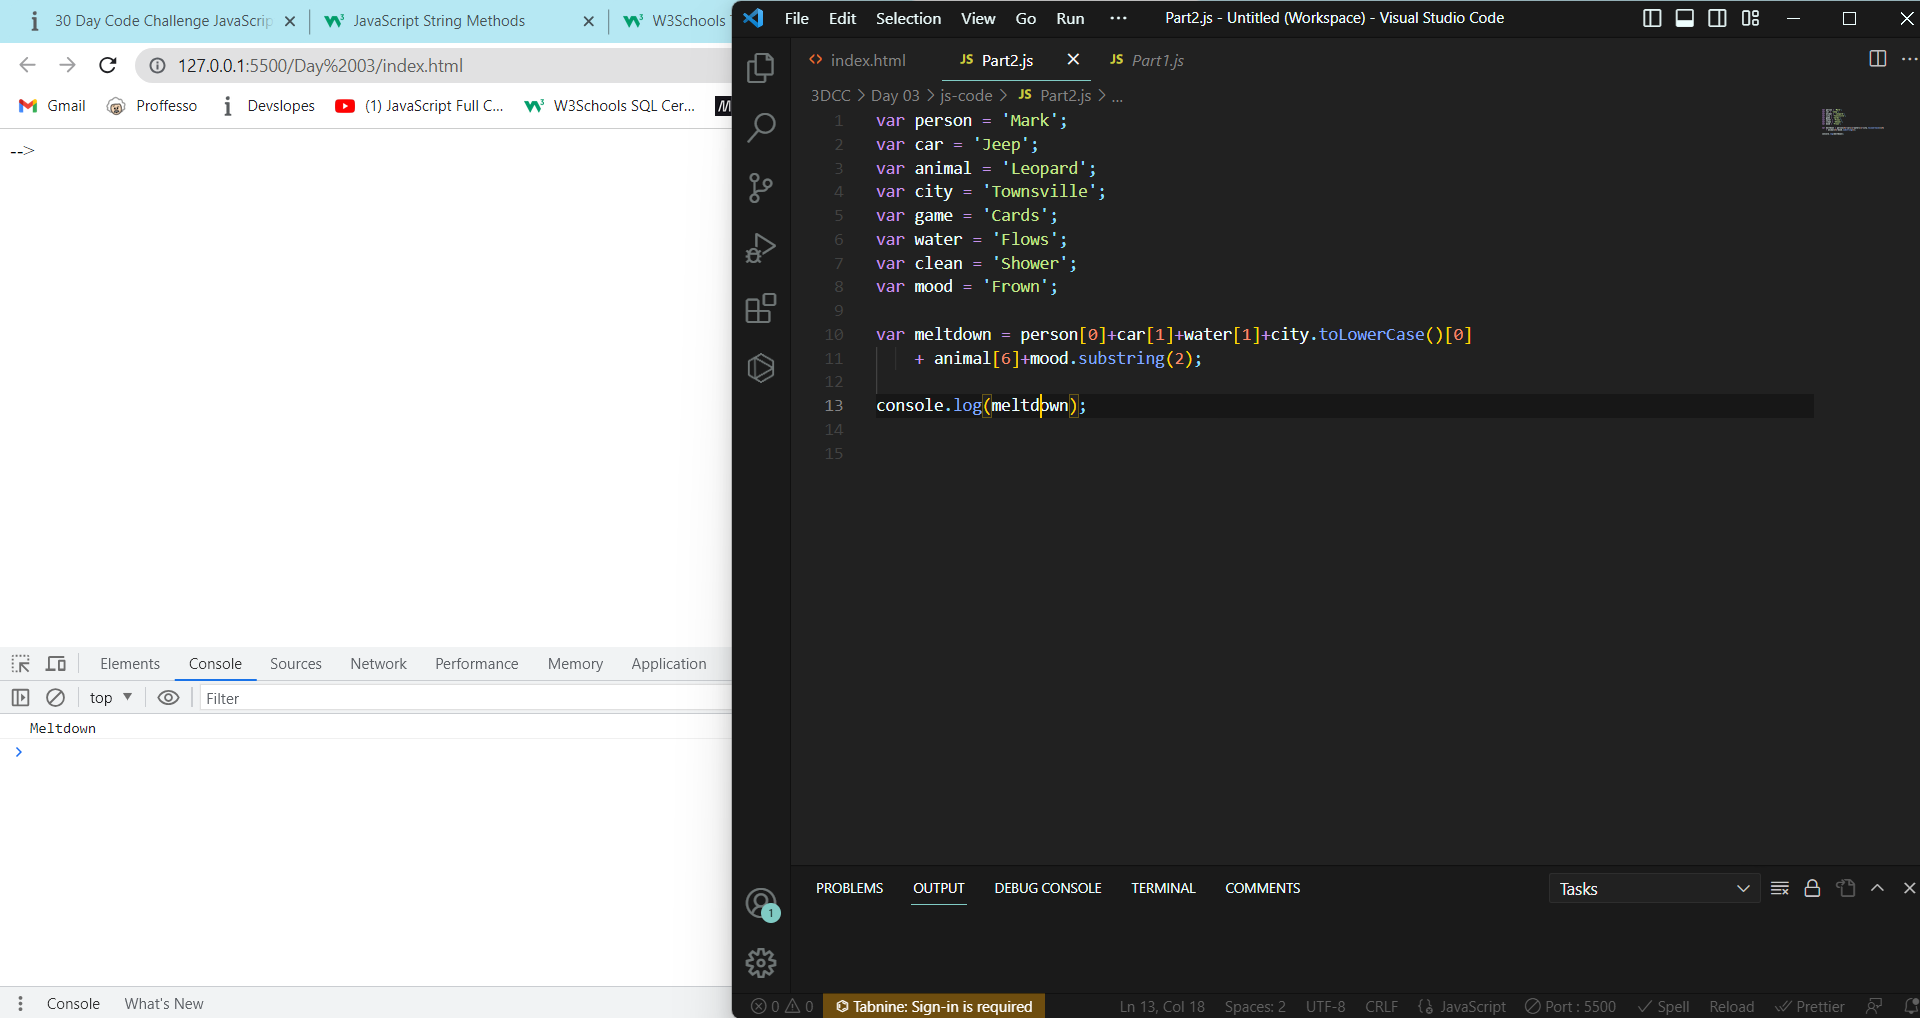 30 Day Code Challenge JavaScrip
JavaScript String Methods
W3Schools
127.0.0.1:5500/Day%2003/index.html
Gmail
Proffesso
Devslopes
(1) JavaScript Full C...
W3Schools SQL Cer...
-->
Elements Console Sources Network Performance Memory Application
top
Filter
Meltdown
>
Console What's New
File Edit Selection View Go Run ···
Part2.js - Untitled (Workspace) - Visual Studio Code
<> index.html
JS Part2.js
JS Part1.js
3DCC > Day 03 > js-code > JS Part2.js > ...
1 var person = 'Mark';
2 var car = 'Jeep';
3 var animal = 'Leopard';
4 var city = 'Townsville';
5 var game = 'Cards';
6 var water = 'Flows';
7 var clean = 'Shower';
8 var mood = 'Frown';
9
10 var meltdown = person[0]+car[1]+water[1]+city.toLowerCase()[0]
11 + animal[6]+mood.substring(2);
12
13 console.log(meltdown);
14
15
PROBLEMS OUTPUT DEBUG CONSOLE TERMINAL COMMENTS
Tasks
1
0 0
Tabnine: Sign-in is required
Ln 13, Col 18 Spaces: 2 UTF-8 CRLF {} JavaScript Port : 5500 Spell Reload Prettier